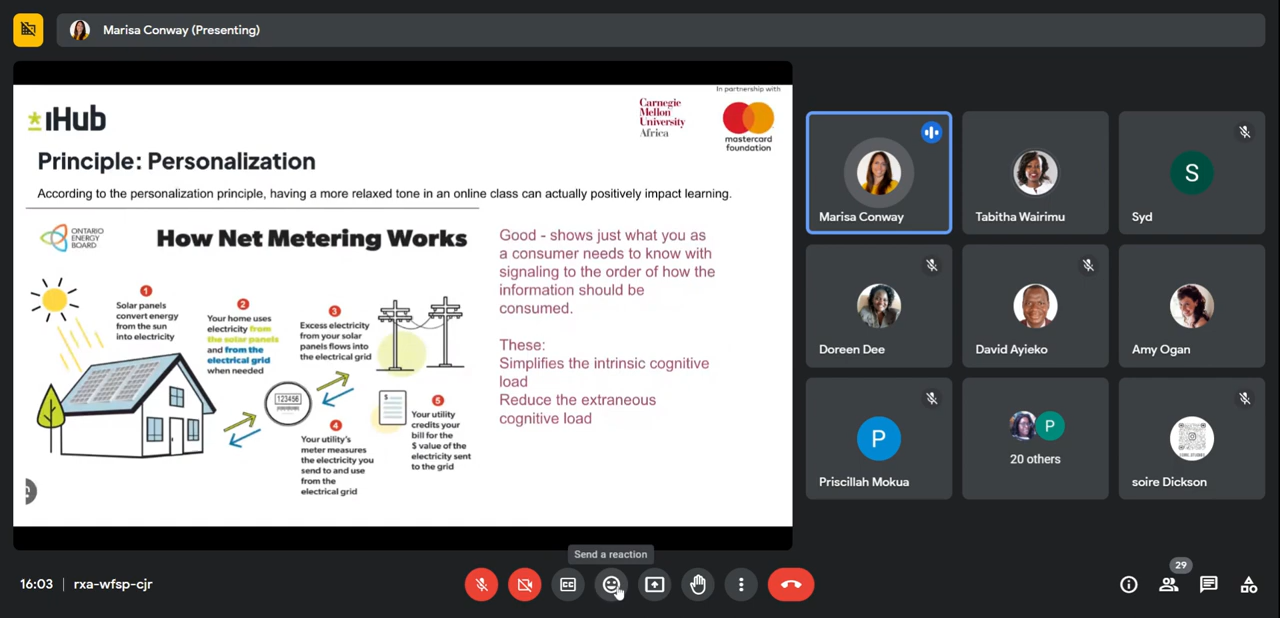 Marisa Conway (Presenting)
In partnership with
iHub
Carnegie
Mellon
University
Africa
mastercard
foundation
Principle: Personalization
According to the personalization principle, having a more relaxed tone in an online class can actually positively impact learning.
ONTARIO
ENERGY
BOARD
How Net Metering Works
1
Solar panels
convert energy
from the sun
into electricity
2
Your home uses
electricity from
the solar panels
and from the
electrical grid
when needed
3
Excess electricity
from your solar
panels flows into
the electrical grid
123456
$
4
Your utility's
meter measures
the electricity you
send to and use
from the
electrical grid
5
Your utility
credits your
bill for the
$ value of the
electricity sent
to the grid
Good - shows just what you as
a consumer needs to know with
signaling to the order of how the
information should be
consumed.
These:
Simplifies the intrinsic cognitive
load
Reduce the extraneous
cognitive load
Marisa Conway
Tabitha Wairimu
S
Syd
Doreen Dee
David Ayieko
Amy Ogan
P
Priscillah Mokua
P
20 others
soire Dickson
Send a reaction
16:03 | rxa-wfsp-cjr
CC
29